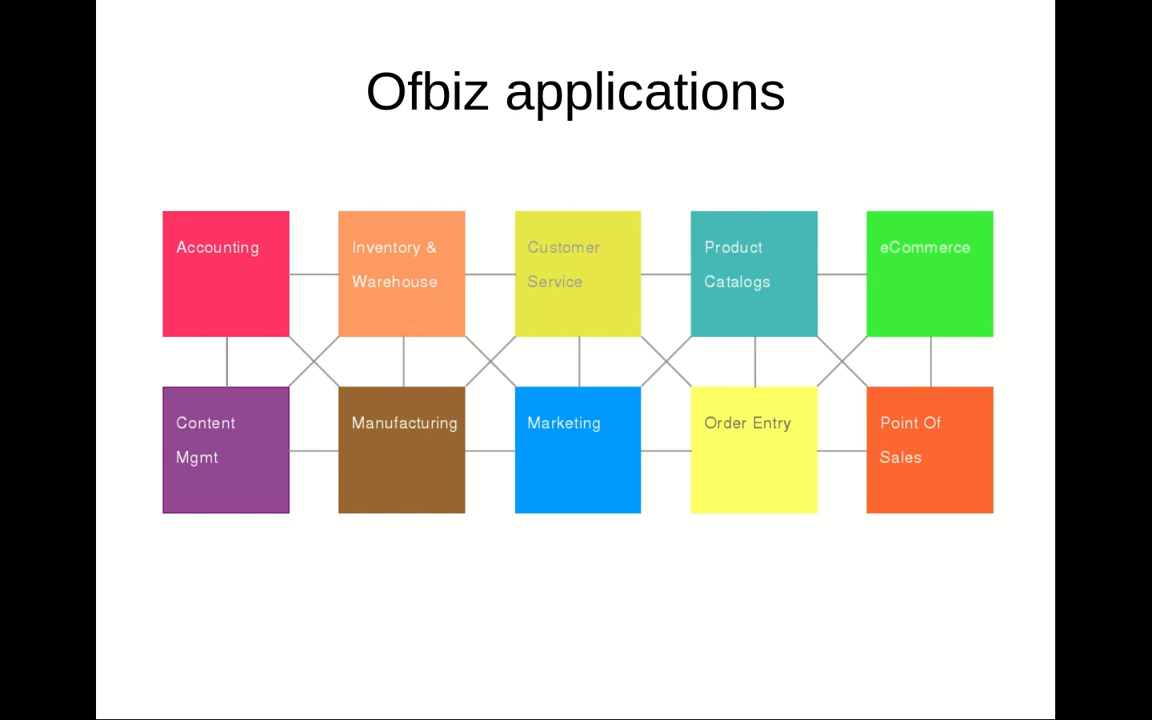 Ofbiz applications
Accounting
Inventory &
Warehouse
Customer
Service
Product
Catalogs
eCommerce
Content
Mgmt
Manufacturing
Marketing
Order Entry
Point Of
Sales